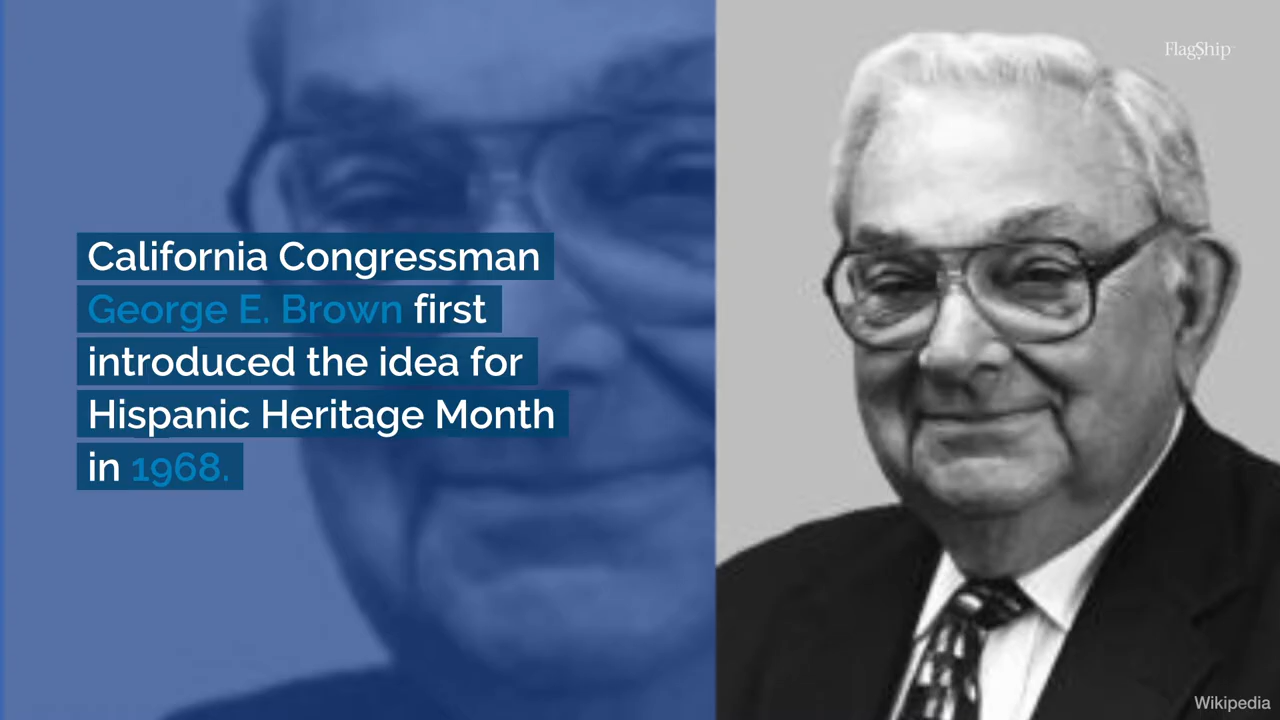 FlagShip
California Congressman
George E. Brown first
introduced the idea for
Hispanic Heritage Month
in 1968.
Wikipedia